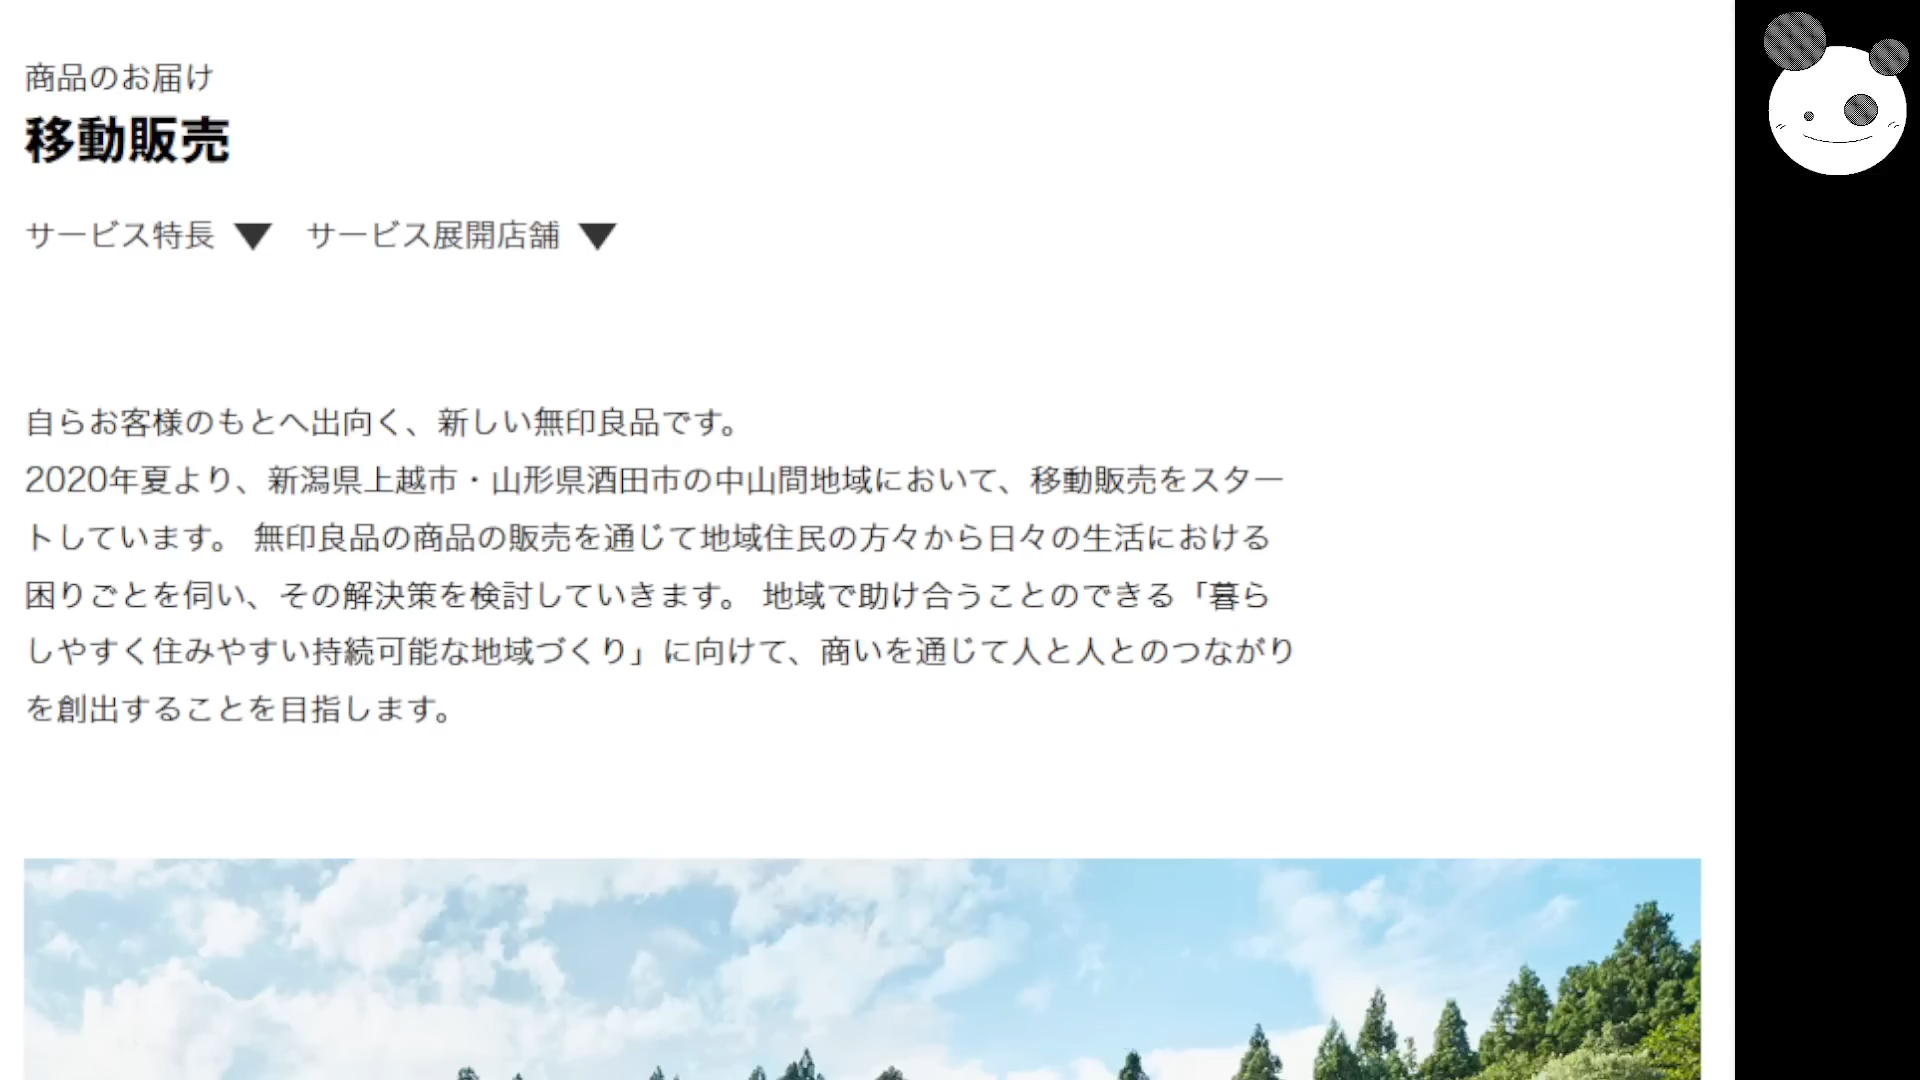 商品のお届け
移動販売
サービス特長 ▼ サービス展開店舗 ▼
自らお客様のもとへ出向く、新しい無印良品です。
2020年夏より、新潟県上越市・山形県酒田市の中山間地域において、移動販売をスター
トしています。 無印良品の商品の販売を通じて地域住民の方々から日々の生活における
困りごとを伺い、その解決策を検討していきます。 地域で助け合うことのできる「暮ら
しやすく住みやすい持続可能な地域づくり」に向けて、商いを通じて人と人とのつながり
を創出することを目指します。